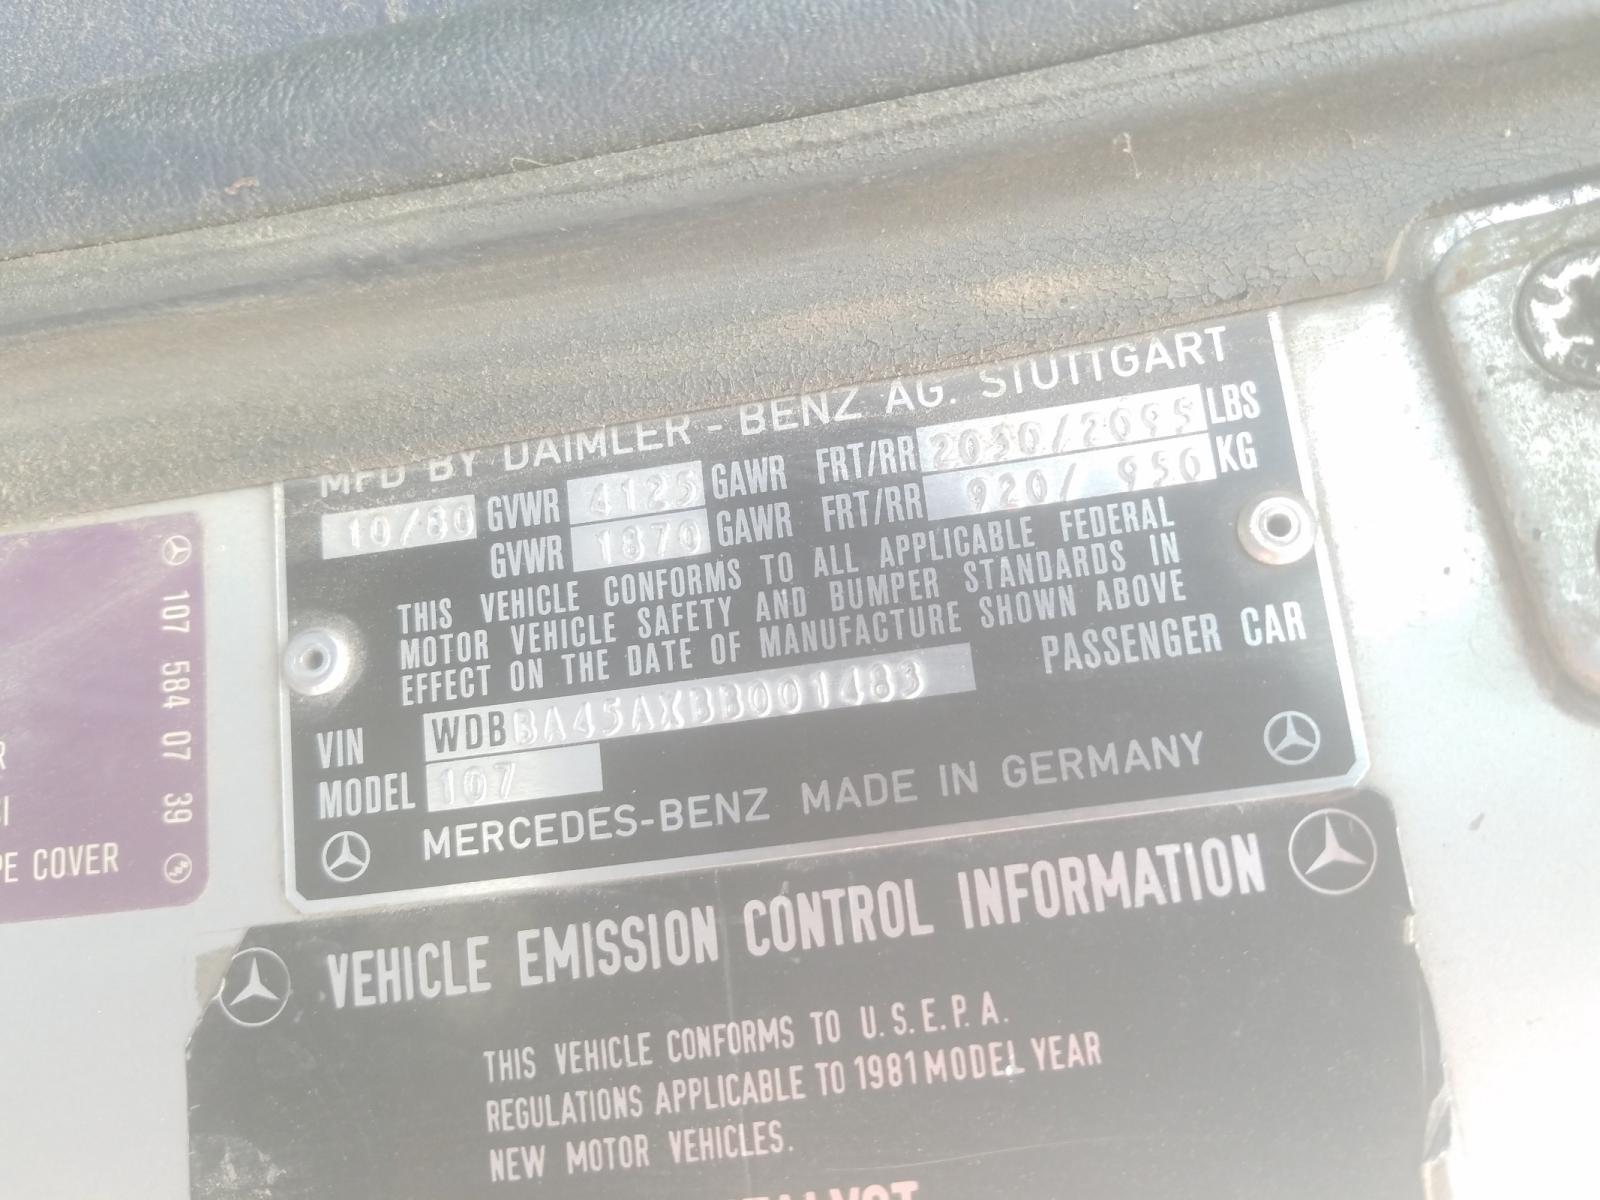 MFD BY DAIMLER-BENZ AG. STUTTGART
10/80 GVWR 4125 GAWR FRT/RR 2030/2095 LBS
GVWR 1870 GAWR FRT/RR 920/ 950 KG
THIS VEHICLE CONFORMS TO ALL APPLICABLE FEDERAL
MOTOR VEHICLE SAFETY AND BUMPER STANDARDS IN
EFFECT ON THE DATE OF MANUFACTURE SHOWN ABOVE
VIN WDBBA45AXBB001483 PASSENGER CAR
MODEL 107
MERCEDES-BENZ MADE IN GERMANY
107 584 07 39
PE COVER
VEHICLE EMISSION CONTROL INFORMATION
THIS VEHICLE CONFORMS TO U.S.E.P.A.
REGULATIONS APPLICABLE TO 1981 MODEL YEAR
NEW MOTOR VEHICLES.